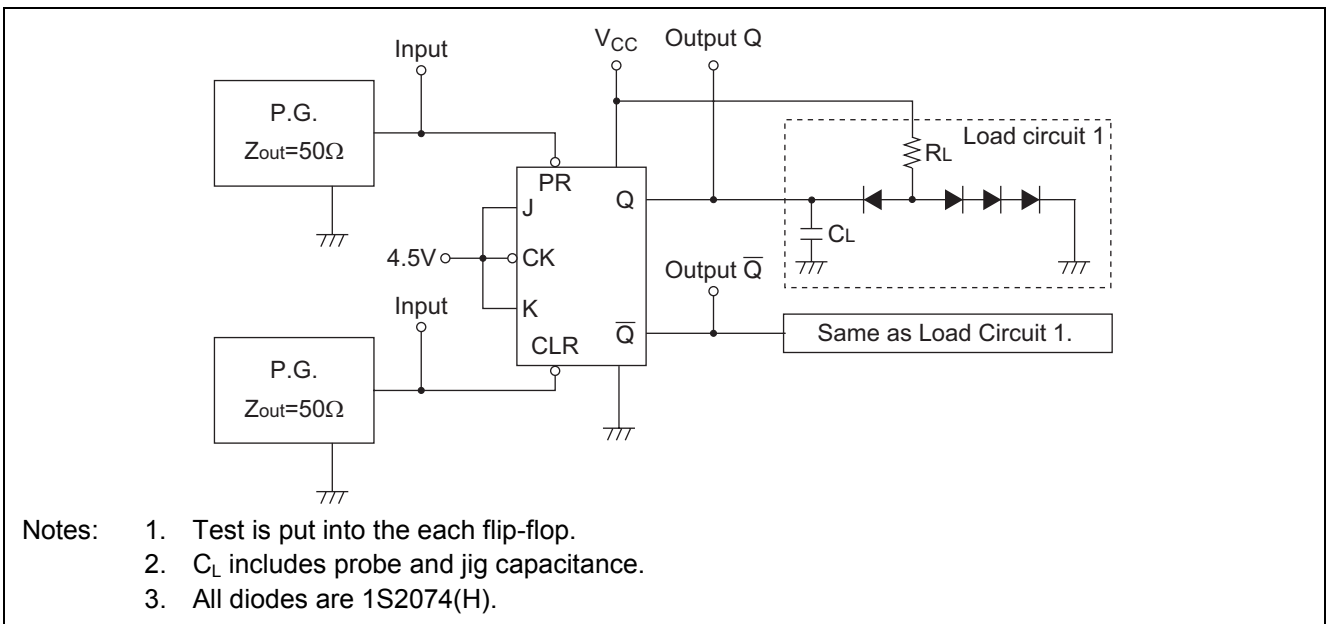 Input
V_CC
Output Q
P.G.
Zout=50Ω
Load circuit 1
RL
PR
J
Q
CL
4.5V
CK
Output Q̅
Input
K
Q̅
Same as Load Circuit 1.
CLR
P.G.
Zout=50Ω
Notes: 1. Test is put into the each flip-flop.
2. C_L includes probe and jig capacitance.
3. All diodes are 1S2074(H).